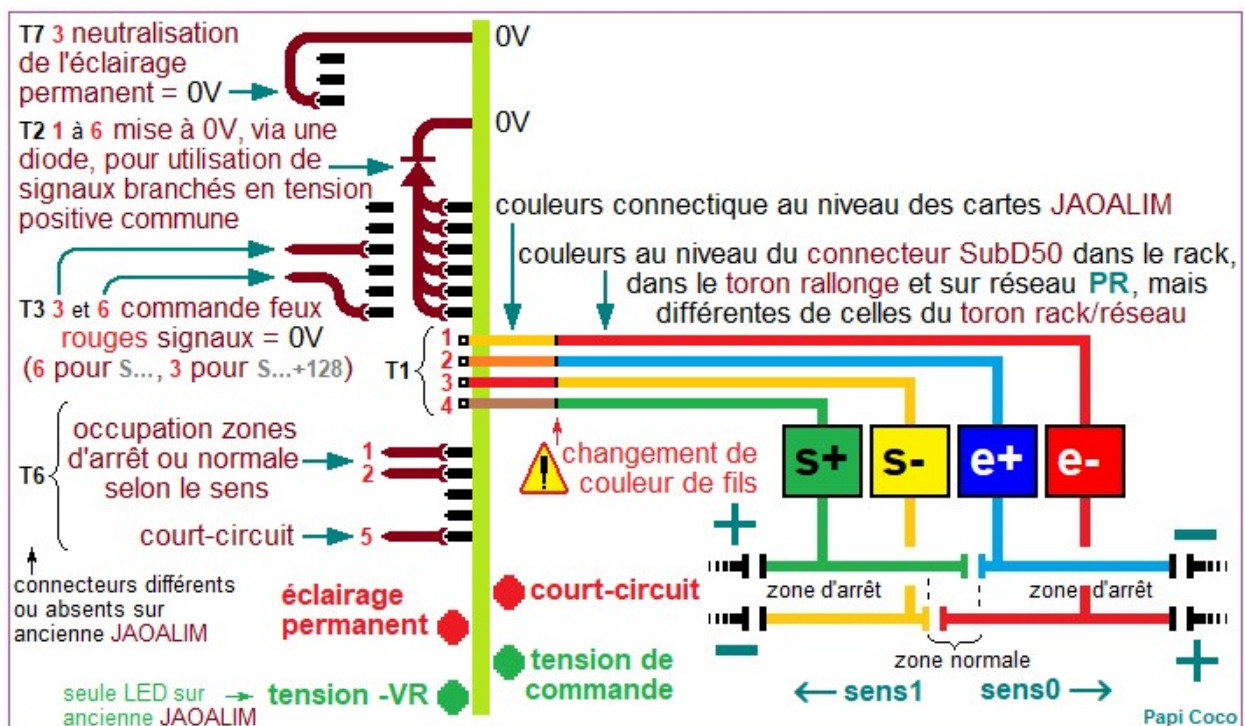 T7 3 neutralisation
de l'éclairage
permanent = 0V
0V
T2 1 à 6 mise à 0V, via une
diode, pour utilisation de
signaux branchés en tension
positive commune
0V
couleurs connectique au niveau des cartes JAOALIM
couleurs au niveau du connecteur SubD50 dans le rack,
dans le toron rallonge et sur réseau PR, mais
différentes de celles du toron rack/réseau
T3 3 et 6 commande feux
rouges signaux = 0V
(6 pour S..., 3 pour S...+128)
T1
1
2
3
4
changement de
couleur de fils
s+ s- e+ e-
T6
occupation zones
d'arrêt ou normale
selon le sens
1
2
court-circuit
5
connecteurs différents
ou absents sur
ancienne JAOALIM
éclairage
permanent
court-circuit
tension de
commande
seule LED sur
ancienne JAOALIM
tension -VR
+ −
zone d'arrêt zone d'arrêt
− +
zone normale
← sens1 sens0 →
Papi Coco